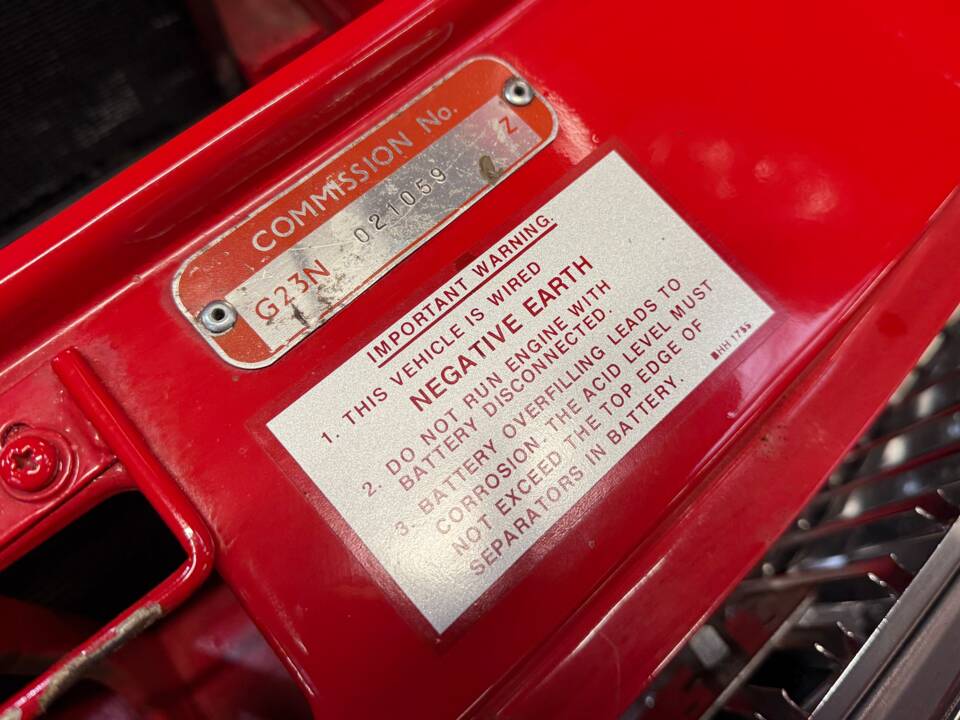 COMMISSION No.
G23N 021059 Z
IMPORTANT WARNING.
1. THIS VEHICLE IS WIRED
NEGATIVE EARTH
2. DO NOT RUN ENGINE WITH
BATTERY DISCONNECTED.
3. BATTERY OVERFILLING LEADS TO
CORROSION. THE ACID LEVEL MUST
NOT EXCEED THE TOP EDGE OF
SEPARATORS IN BATTERY.